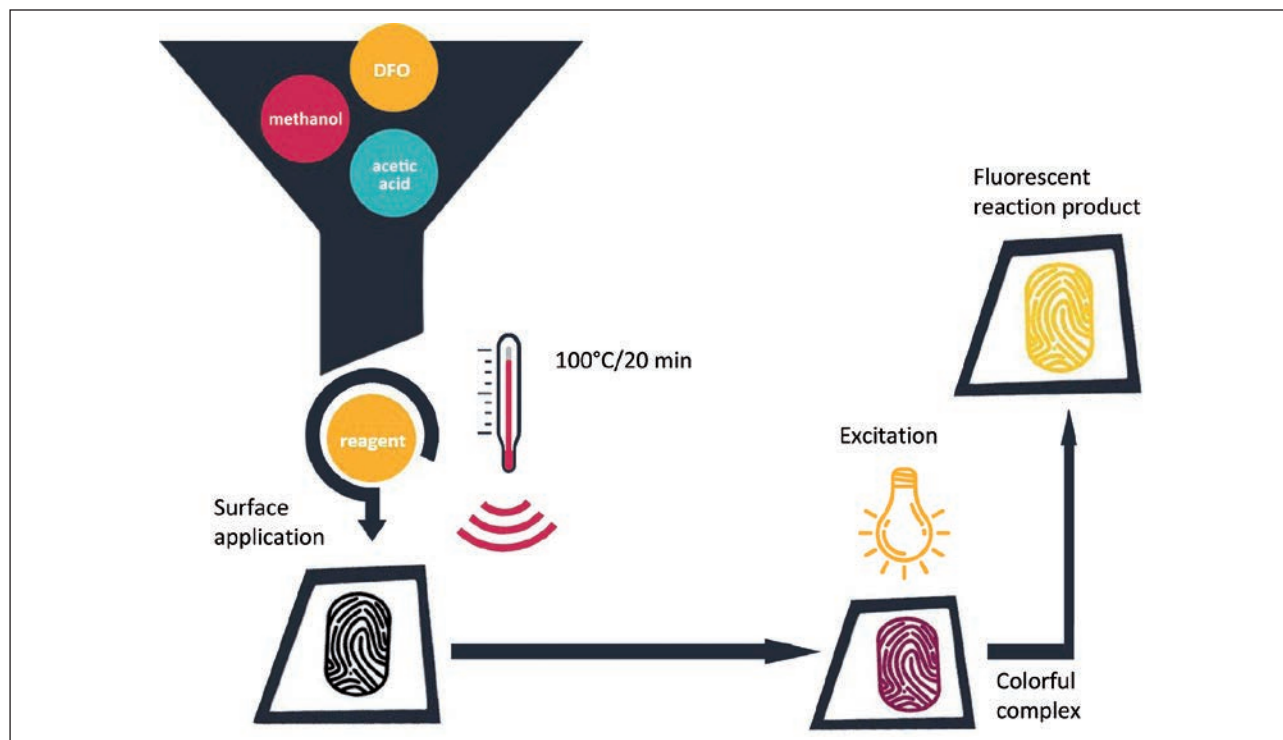 DFO
methanol
acetic
acid
100°C/20 min
reagent
Surface
application
Excitation
Colorful
complex
Fluorescent
reaction product